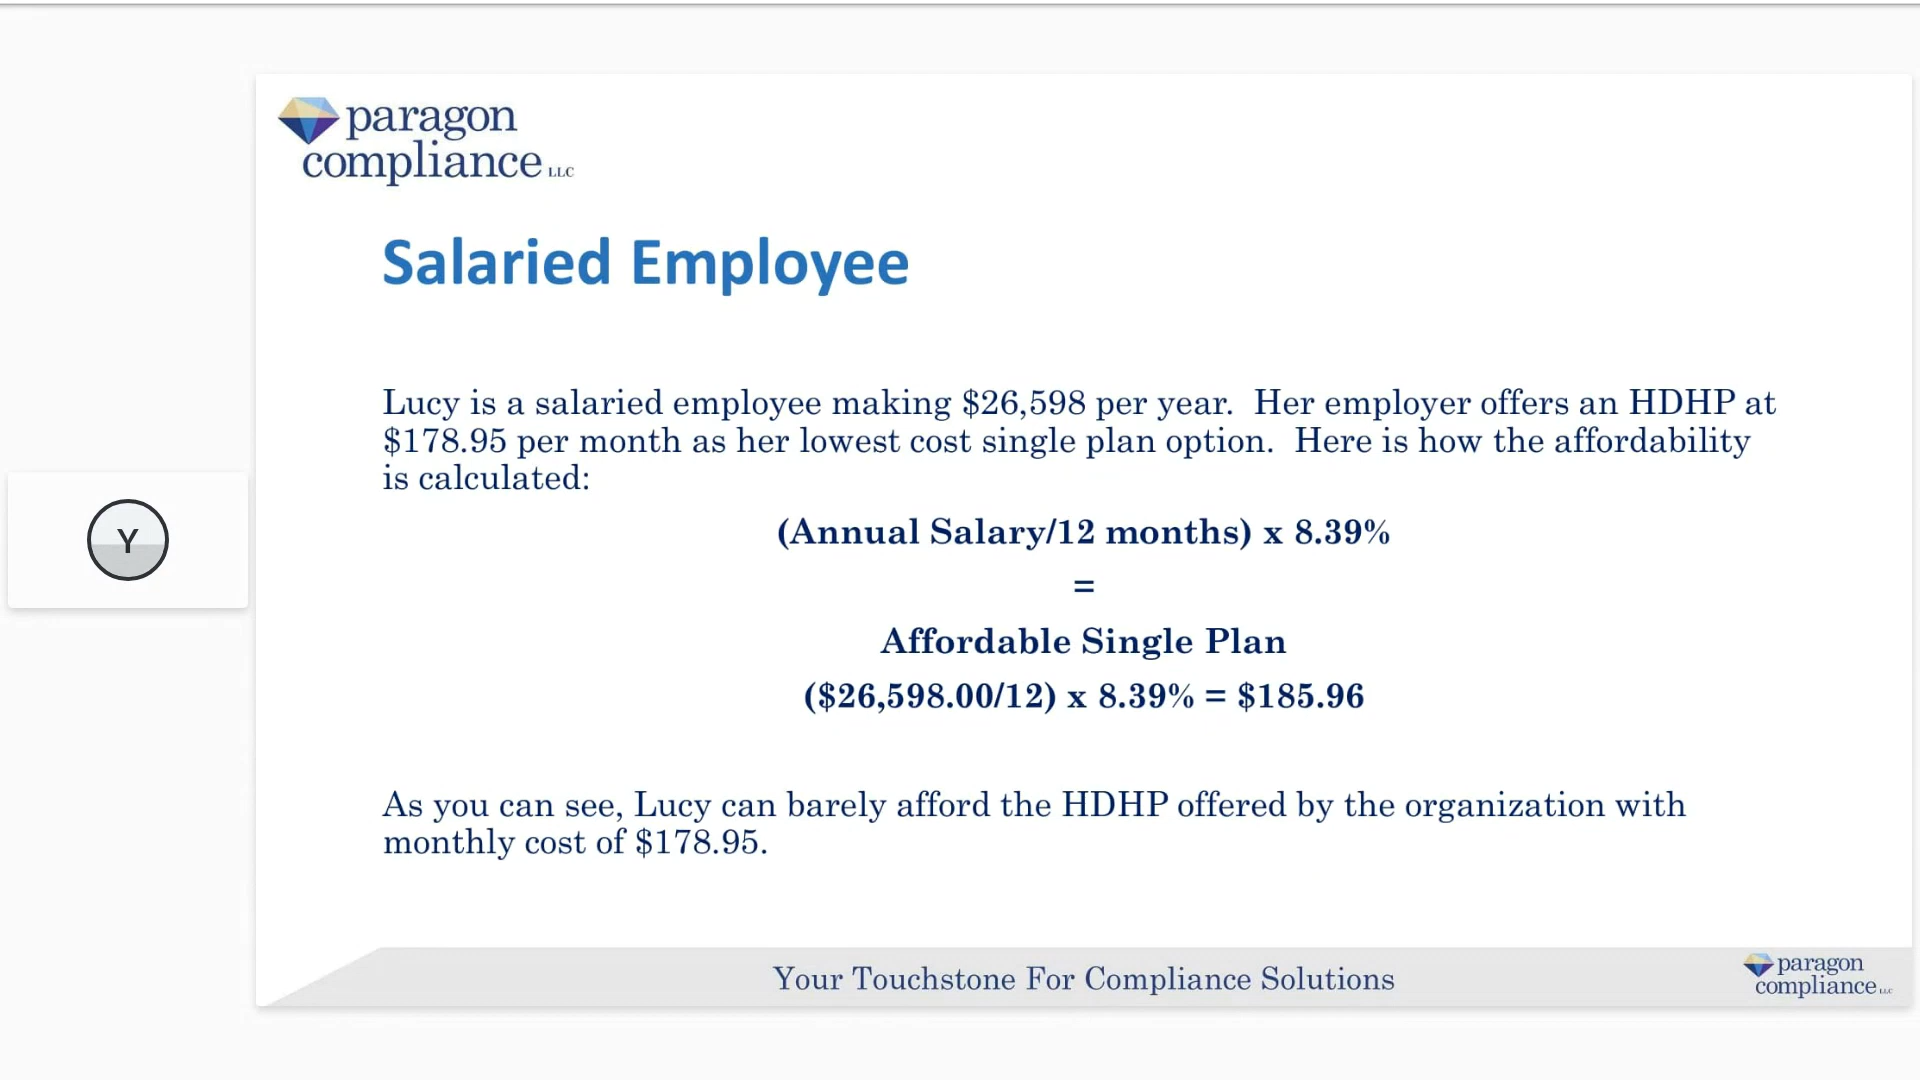 paragon
compliance LLC
Salaried Employee
Lucy is a salaried employee making $26,598 per year. Her employer offers an HDHP at
$178.95 per month as her lowest cost single plan option. Here is how the affordability
is calculated:
(Annual Salary/12 months) x 8.39%
=
Affordable Single Plan
($26,598.00/12) x 8.39% = $185.96
Y
As you can see, Lucy can barely afford the HDHP offered by the organization with
monthly cost of $178.95.
Your Touchstone For Compliance Solutions
paragon
compliance LLC